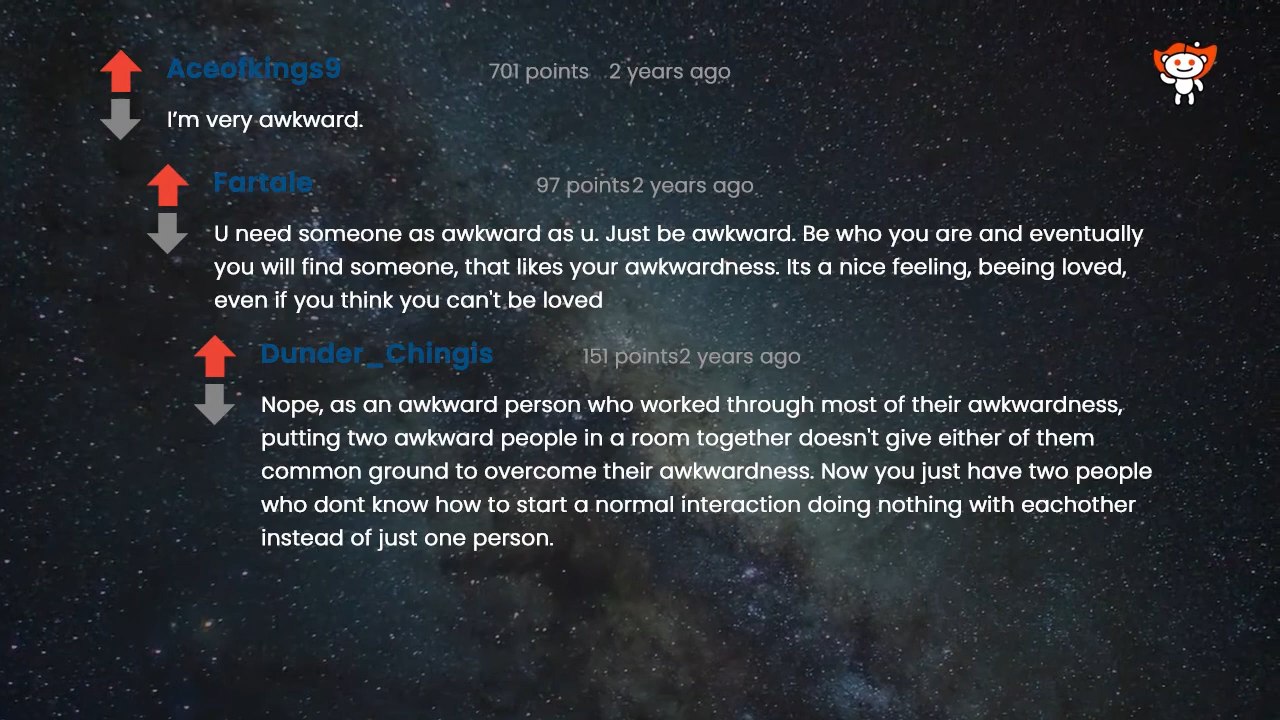 Aceofkings9 701 points 2 years ago
I'm very awkward.
Fartale 97 points 2 years ago
U need someone as awkward as u. Just be awkward. Be who you are and eventually
you will find someone, that likes your awkwardness. Its a nice feeling, beeing loved,
even if you think you can't be loved
Dunder_Chingis 151 points 2 years ago
Nope, as an awkward person who worked through most of their awkwardness,
putting two awkward people in a room together doesn't give either of them
common ground to overcome their awkwardness. Now you just have two people
who dont know how to start a normal interaction doing nothing with eachother
instead of just one person.